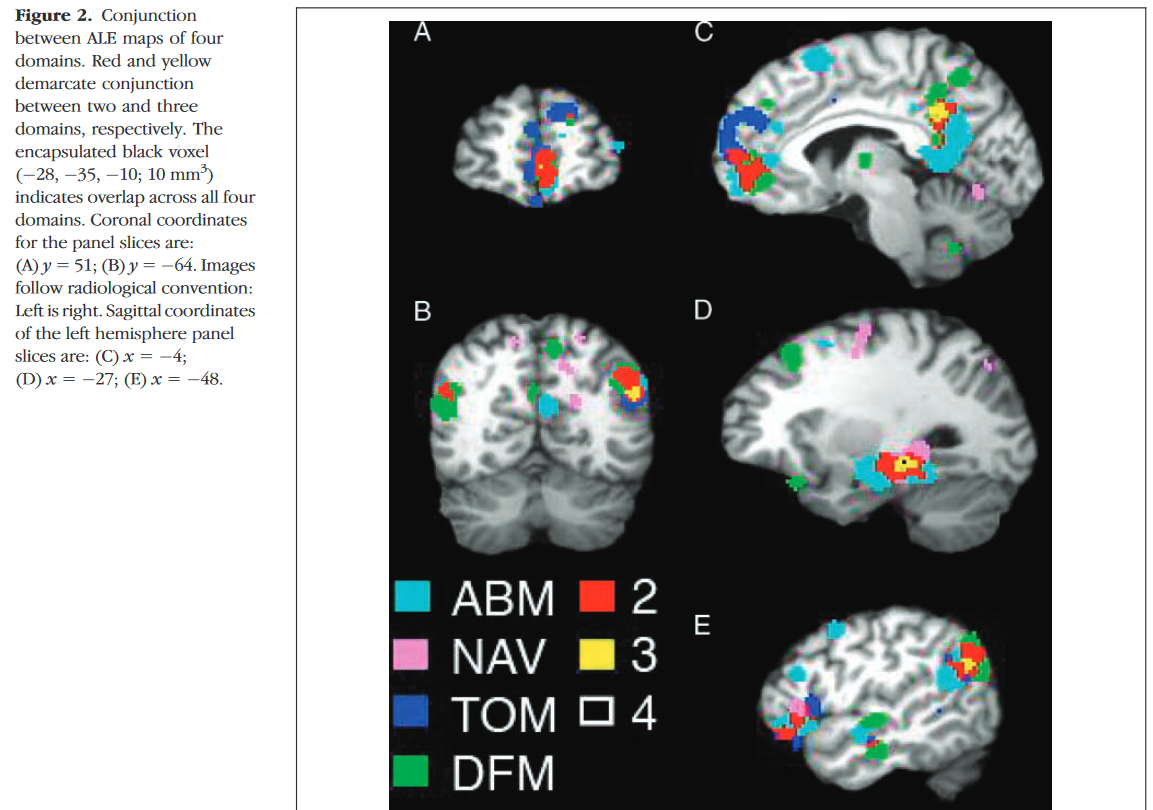 Figure 2. Conjunction
between ALE maps of four
domains. Red and yellow
demarcate conjunction
between two and three
domains, respectively. The
encapsulated black voxel
(−28, −35, −10; 10 mm³)
indicates overlap across all four
domains. Coronal coordinates
for the panel slices are:
(A) y = 51; (B) y = −64. Images
follow radiological convention:
Left is right. Sagittal coordinates
of the left hemisphere panel
slices are: (C) x = −4;
(D) x = −27; (E) x = −48.
A
C
B
D
ABM 2
NAV 3
TOM 4
DFM
E